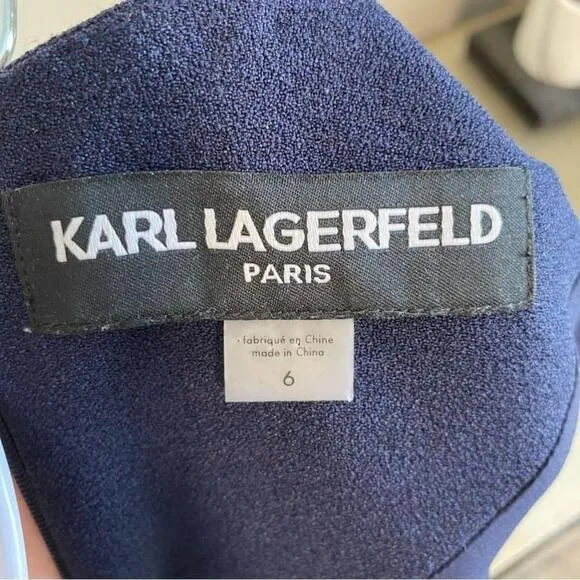 KARL LAGERFELD
PARIS
fabriqué en Chine
made in China
6